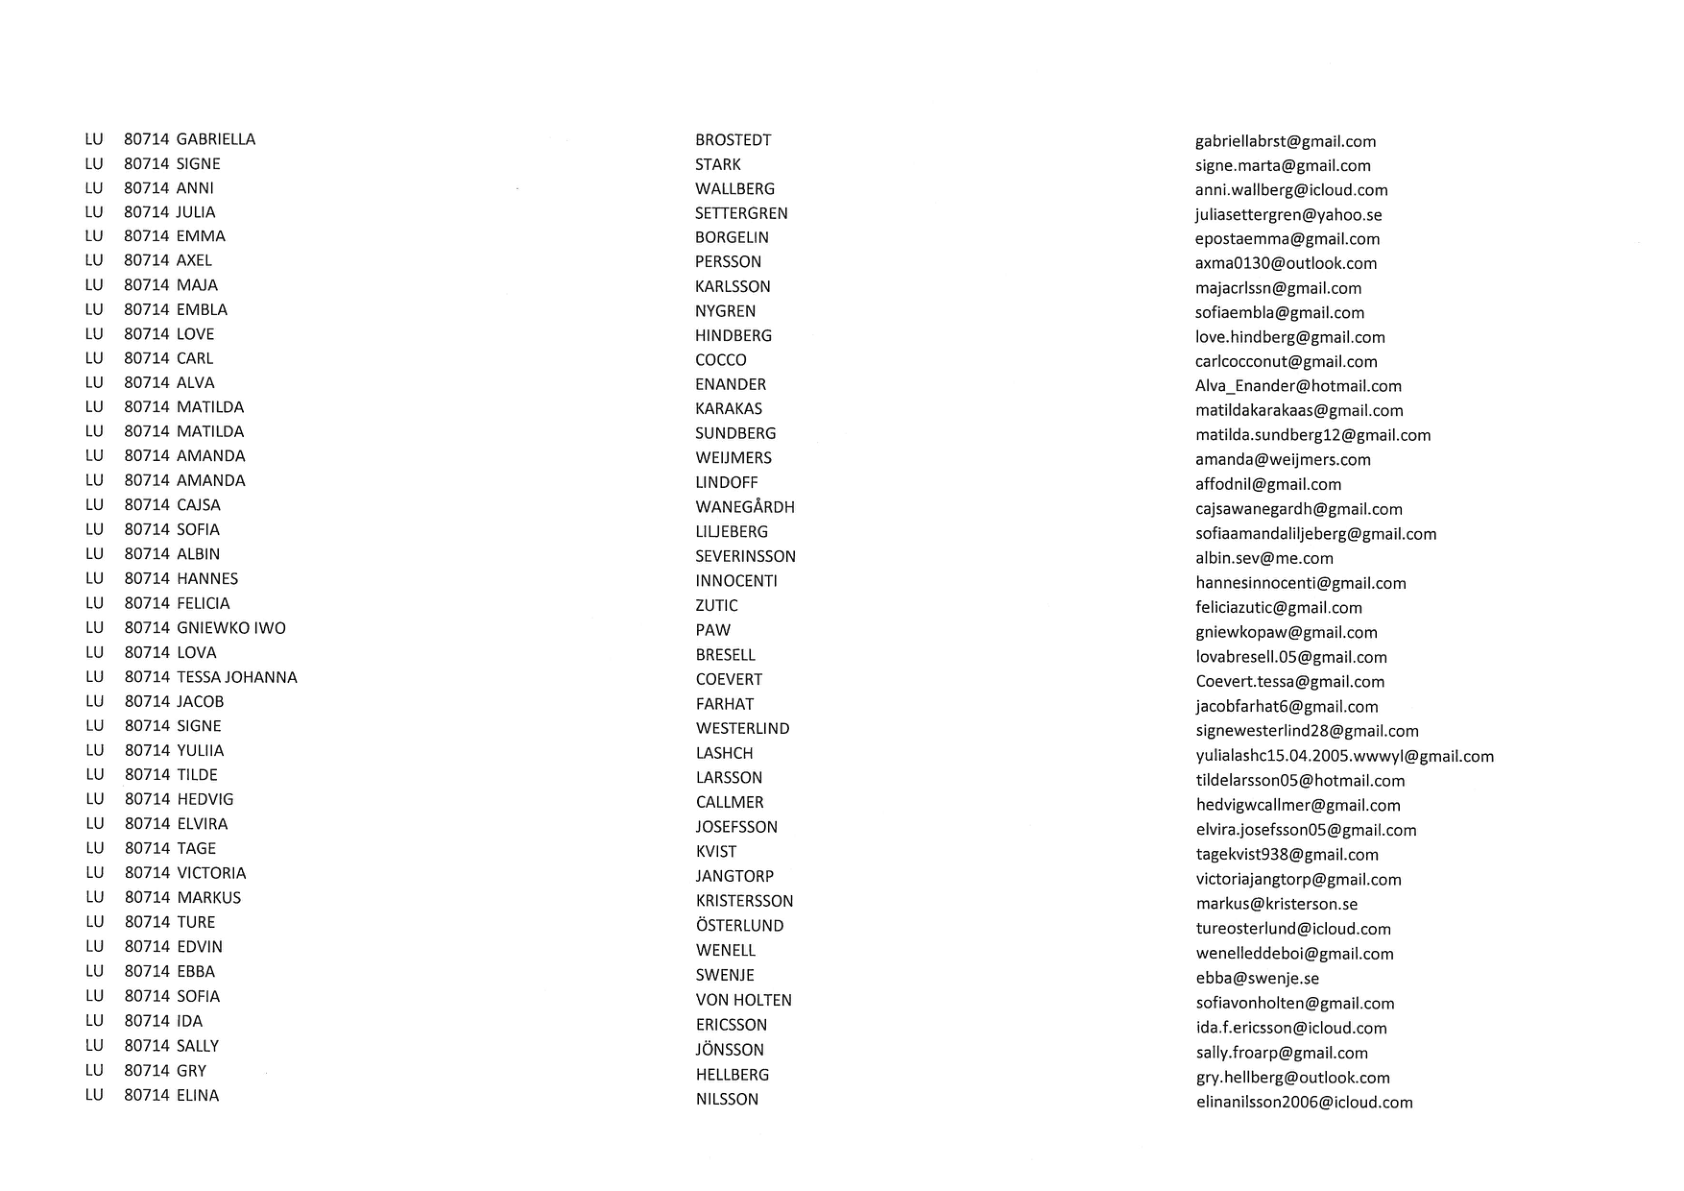 LU 80714 GABRIELLA BROSTEDT gabriellabrst@gmail.com
LU 80714 SIGNE STARK signe.marta@gmail.com
LU 80714 ANNI WALLBERG anni.wallberg@icloud.com
LU 80714 JULIA SETTERGREN juliasettergren@yahoo.se
LU 80714 EMMA BORGELIN epostaemma@gmail.com
LU 80714 AXEL PERSSON axma0130@outlook.com
LU 80714 MAJA KARLSSON majacrlssn@gmail.com
LU 80714 EMBLA NYGREN sofiaembla@gmail.com
LU 80714 LOVE HINDBERG love.hindberg@gmail.com
LU 80714 CARL COCCO carlcocconut@gmail.com
LU 80714 ALVA ENANDER Alva_Enander@hotmail.com
LU 80714 MATILDA KARAKAS matildakarakaas@gmail.com
LU 80714 MATILDA SUNDBERG matilda.sundberg12@gmail.com
LU 80714 AMANDA WEIJMERS amanda@weijmers.com
LU 80714 AMANDA LINDOFF affodnil@gmail.com
LU 80714 CAJSA WANEGÅRDH cajsawanegardh@gmail.com
LU 80714 SOFIA LILJEBERG sofiaamandaliljeberg@gmail.com
LU 80714 ALBIN SEVERINSSON albin.sev@me.com
LU 80714 HANNES INNOCENTI hannesinnocenti@gmail.com
LU 80714 FELICIA ZUTIC feliciazutic@gmail.com
LU 80714 GNIEWKO IWO PAW gniewkopaw@gmail.com
LU 80714 LOVA BRESELL lovabresell.05@gmail.com
LU 80714 TESSA JOHANNA COEVERT Coevert.tessa@gmail.com
LU 80714 JACOB FARHAT jacobfarhat6@gmail.com
LU 80714 SIGNE WESTERLIND signewesterlind28@gmail.com
LU 80714 YULIIA LASHCH yulialashc15.04.2005.wwwyl@gmail.com
LU 80714 TILDE LARSSON tildelarsson05@hotmail.com
LU 80714 HEDVIG CALLMER hedvigwcallmer@gmail.com
LU 80714 ELVIRA JOSEFSSON elvira.josefsson05@gmail.com
LU 80714 TAGE KVIST tagekvist938@gmail.com
LU 80714 VICTORIA JANGTORP victoriajangtorp@gmail.com
LU 80714 MARKUS KRISTERSSON markus@kristerson.se
LU 80714 TURE ÖSTERLUND tureosterlund@icloud.com
LU 80714 EDVIN WENELL wenelleddeboi@gmail.com
LU 80714 EBBA SWENJE ebba@swenje.se
LU 80714 SOFIA VON HOLTEN sofiavonholten@gmail.com
LU 80714 IDA ERICSSON ida.f.ericsson@icloud.com
LU 80714 SALLY JÖNSSON sally.froarp@gmail.com
LU 80714 GRY HELLBERG gry.hellberg@outlook.com
LU 80714 ELINA NILSSON elinanilsson2006@icloud.com